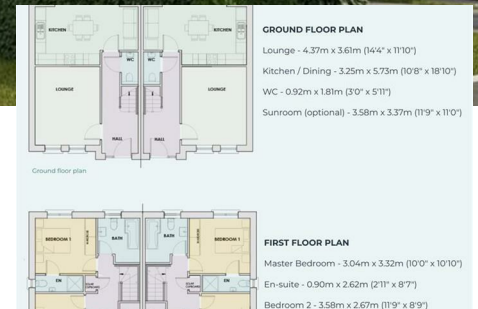 KITCHEN
KITCHEN
WC
WC
LOUNGE
LOUNGE
HALL
HALL
Ground floor plan
GROUND FLOOR PLAN
Lounge - 4.37m x 3.61m (14'4" x 11'10")
Kitchen / Dining - 3.25m x 5.73m (10'8" x 18'10")
WC - 0.92m x 1.81m (3'0" x 5'11")
Sunroom (optional) - 3.58m x 3.37m (11'9" x 11'0")
BEDROOM 1
BATH
BATH
BEDROOM 1
EN
EN
FIRST FLOOR PLAN
Master Bedroom - 3.04m x 3.32m (10'0" x 10'10")
En-suite - 0.90m x 2.62m (2'11" x 8'7")
Bedroom 2 - 3.58m x 2.67m (11'9" x 8'9")